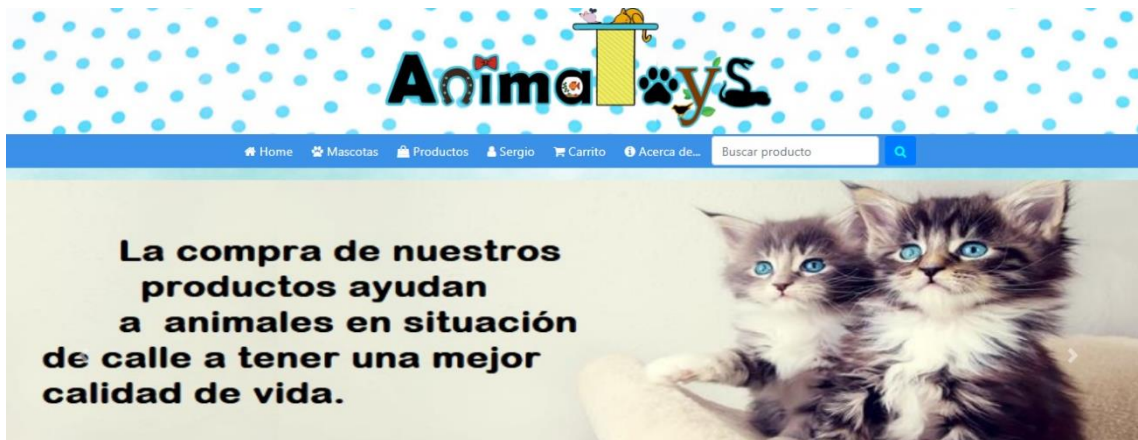 AnimaToys
Home Mascotas Productos Sergio Carrito Acerca de... Buscar producto
La compra de nuestros
productos ayudan
a animales en situación
de calle a tener una mejor
calidad de vida.